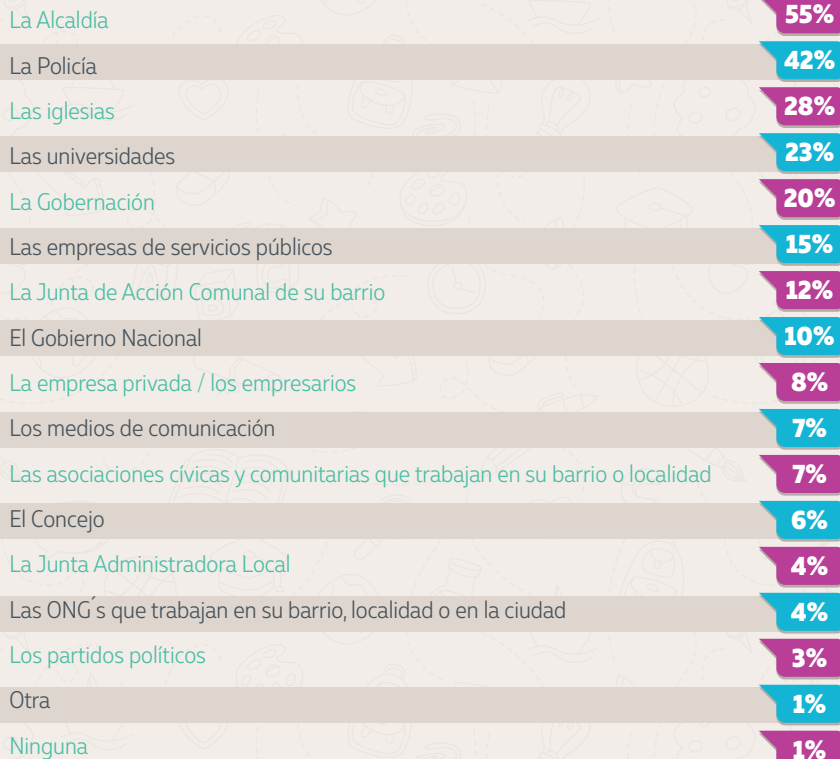 La Alcaldía 55%
La Policía 42%
Las iglesias 28%
Las universidades 23%
La Gobernación 20%
Las empresas de servicios públicos 15%
La Junta de Acción Comunal de su barrio 12%
El Gobierno Nacional 10%
La empresa privada / los empresarios 8%
Los medios de comunicación 7%
Las asociaciones cívicas y comunitarias que trabajan en su barrio o localidad 7%
El Concejo 6%
La Junta Administradora Local 4%
Las ONG´s que trabajan en su barrio, localidad o en la ciudad 4%
Los partidos políticos 3%
Otra 1%
Ninguna 1%